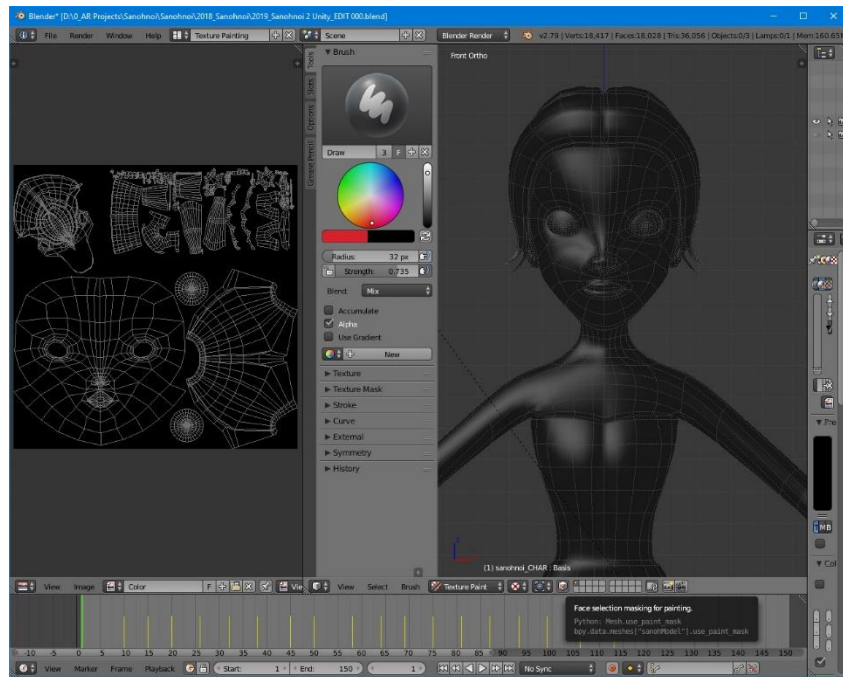 Blender* [D:\0_AR Projects\Sanohnoi\Sanohnoi\2018_Sanohnoi\2019_Sanohnoi 2 Unity_EDIT 000.blend]
File Render Window Help Texture Painting Scene Blender Render v2.79 | Verts:18,417 | Faces:18,028 | Tris:36,056 | Objects:0/3 | Lamps:0/1 | Mem:160.65
Tools
Slots
Options
Grease Pencil
Brush
Draw 3 F
Radius: 32 px
Strength: 0.735
Blend: Mix
Accumulate
Alpha
Use Gradient
New
Texture
Texture Mask
Stroke
Curve
External
Symmetry
History
Front Ortho
(1) sanohnoi_CHAR : Basis
Pre
MB
Col
View Image Color F Vie View Select Brush Texture Paint
Face selection masking for painting.
Python: Mesh.use_paint_mask
bpy.data.meshes["sanohModel"].use_paint_mask
-10 -5 0 5 10 15 20 25 30 35 40 45 50 55 60 65 70 75 80 85 90 95 100 105 110 115 120 125 130 135 140 145 150
View Marker Frame Playback Start: 1 End: 150 1 No Sync